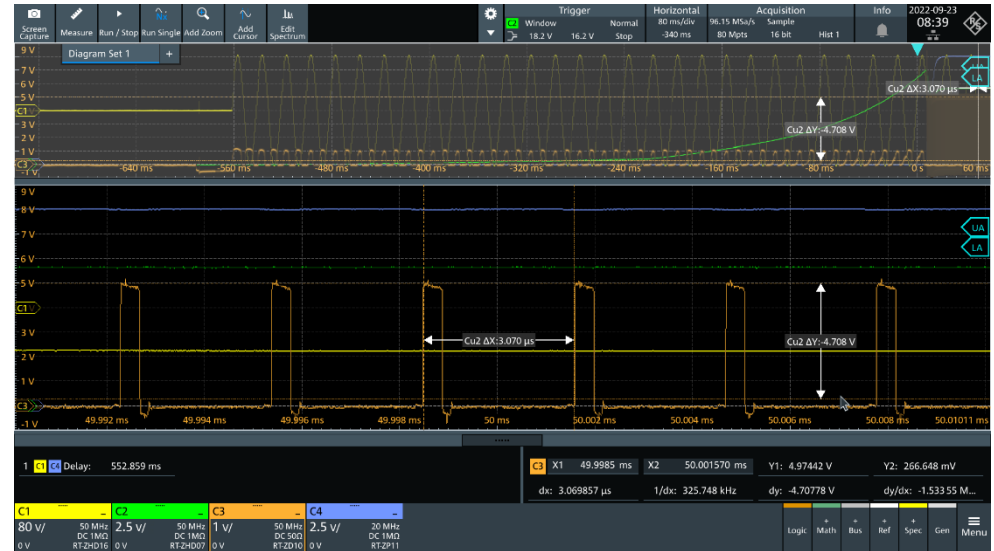 Screen Capture
Measure
Run / Stop
Run Single
Add Zoom
Add Cursor
Edit Spectrum
Trigger
C2 Window Normal
18.2 V 16.2 V Stop
Horizontal
80 ms/div
-340 ms
Acquisition
96.15 MSa/s Sample
80 Mpts 16 bit Hist 1
Info
2022-09-23
08:39
Diagram Set 1 +
9 V
7 V
6 V
5 V
C1
3 V
2 V
1 V
C3
-1 V
Cu2 ΔX:3.070 µs
Cu2 ΔY:-4.708 V
LA
-640 ms -560 ms -480 ms -400 ms -320 ms -240 ms -160 ms -80 ms 0 s 60 ms
9 V
8 V
UA
LA
6 V
5 V
C1
3 V
Cu2 ΔX:3.070 µs
Cu2 ΔY:-4.708 V
2 V
1 V
C3
-1 V
49.992 ms 49.994 ms 49.996 ms 49.998 ms 50 ms 50.002 ms 50.004 ms 50.006 ms 50.008 ms 50.01011 ms
1 C1 C4 Delay: 552.859 ms
C3 X1 49.9985 ms X2 50.001570 ms Y1: 4.97442 V Y2: 266.648 mV
dx: 3.069857 µs 1/dx: 325.748 kHz dy: -4.70778 V dy/dx: -1.53355 M...
C1
80 V/ 50 MHz
DC 1MΩ
0 V RT-ZHD16
C2
2.5 V/ 50 MHz
DC 1MΩ
0 V RT-ZHD07
C3
1 V/ 50 MHz
DC 50Ω
0 V RT-ZD10
C4
2.5 V/ 20 MHz
DC 1MΩ
0 V RT-ZP11
Logic
+ Math
+ Bus
+ Ref
+ Spec
Gen
Menu